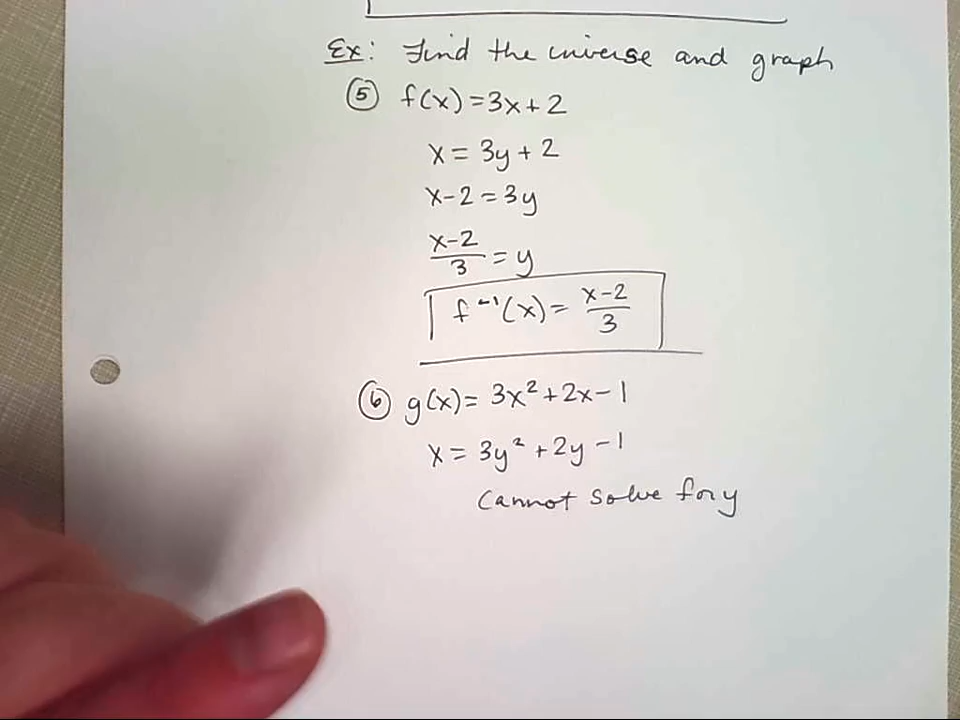 Ex: Find the inverse and graph
⑤ f(x) = 3x + 2
x = 3y + 2
x - 2 = 3y
x-2/3 = y
f⁻¹(x) = x-2/3
⑥ g(x) = 3x² + 2x - 1
x = 3y² + 2y - 1
Cannot solve for y